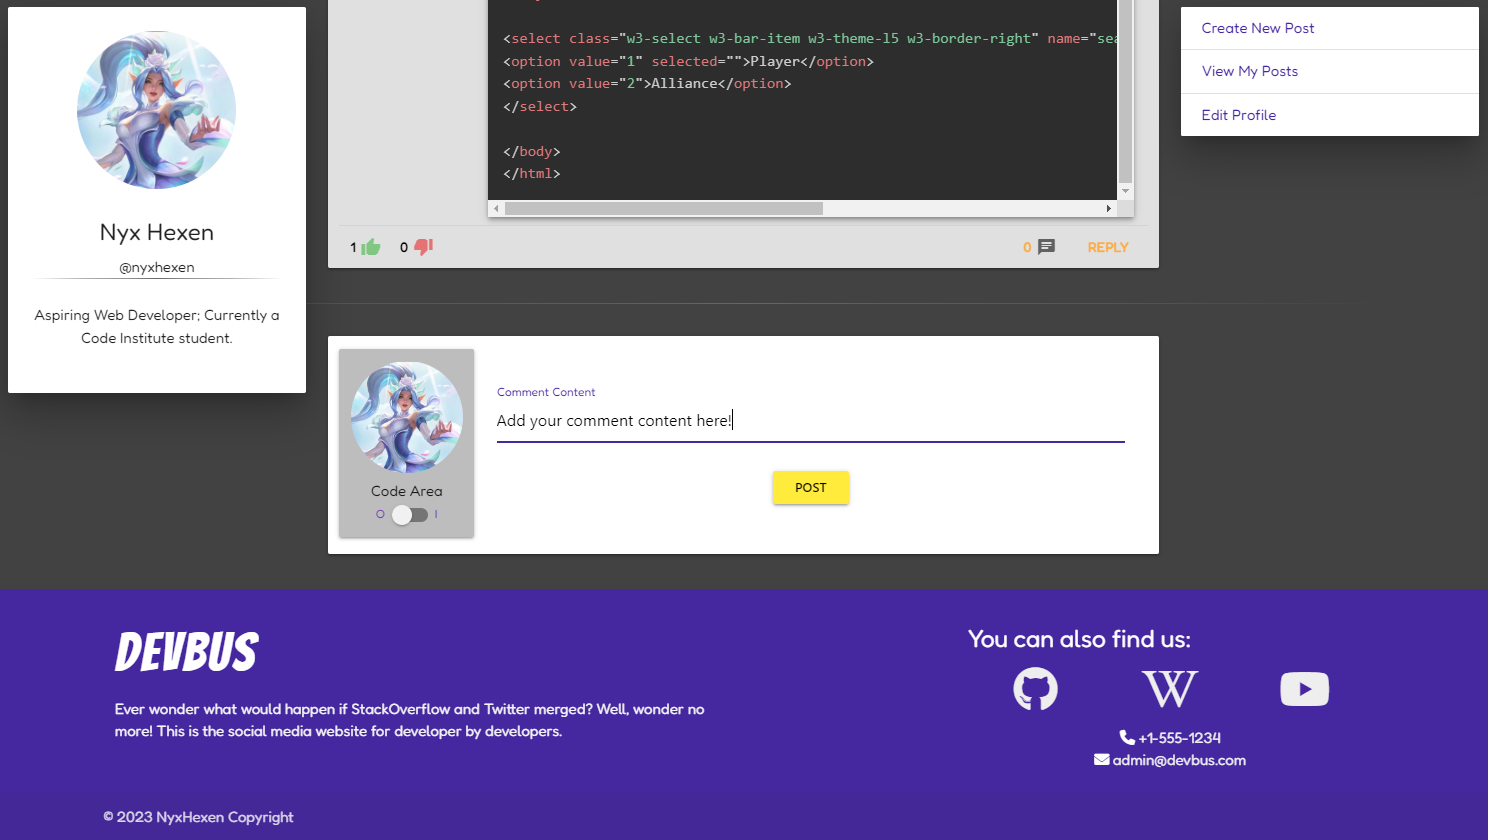 Nyx Hexen
@nyxhexen
Aspiring Web Developer; Currently a
Code Institute student.
<select class="w3-select w3-bar-item w3-theme-l5 w3-border-right" name="sea
<option value="1" selected="">Player</option>
<option value="2">Alliance</option>
</select>
</body>
</html>
1 0 0 REPLY
Create New Post
View My Posts
Edit Profile
Code Area
O I
Comment Content
Add your comment content here!
POST
DEVBUS
Ever wonder what would happen if StackOverflow and Twitter merged? Well, wonder no
more! This is the social media website for developer by developers.
You can also find us:
W
+1-555-1234
admin@devbus.com
© 2023 NyxHexen Copyright